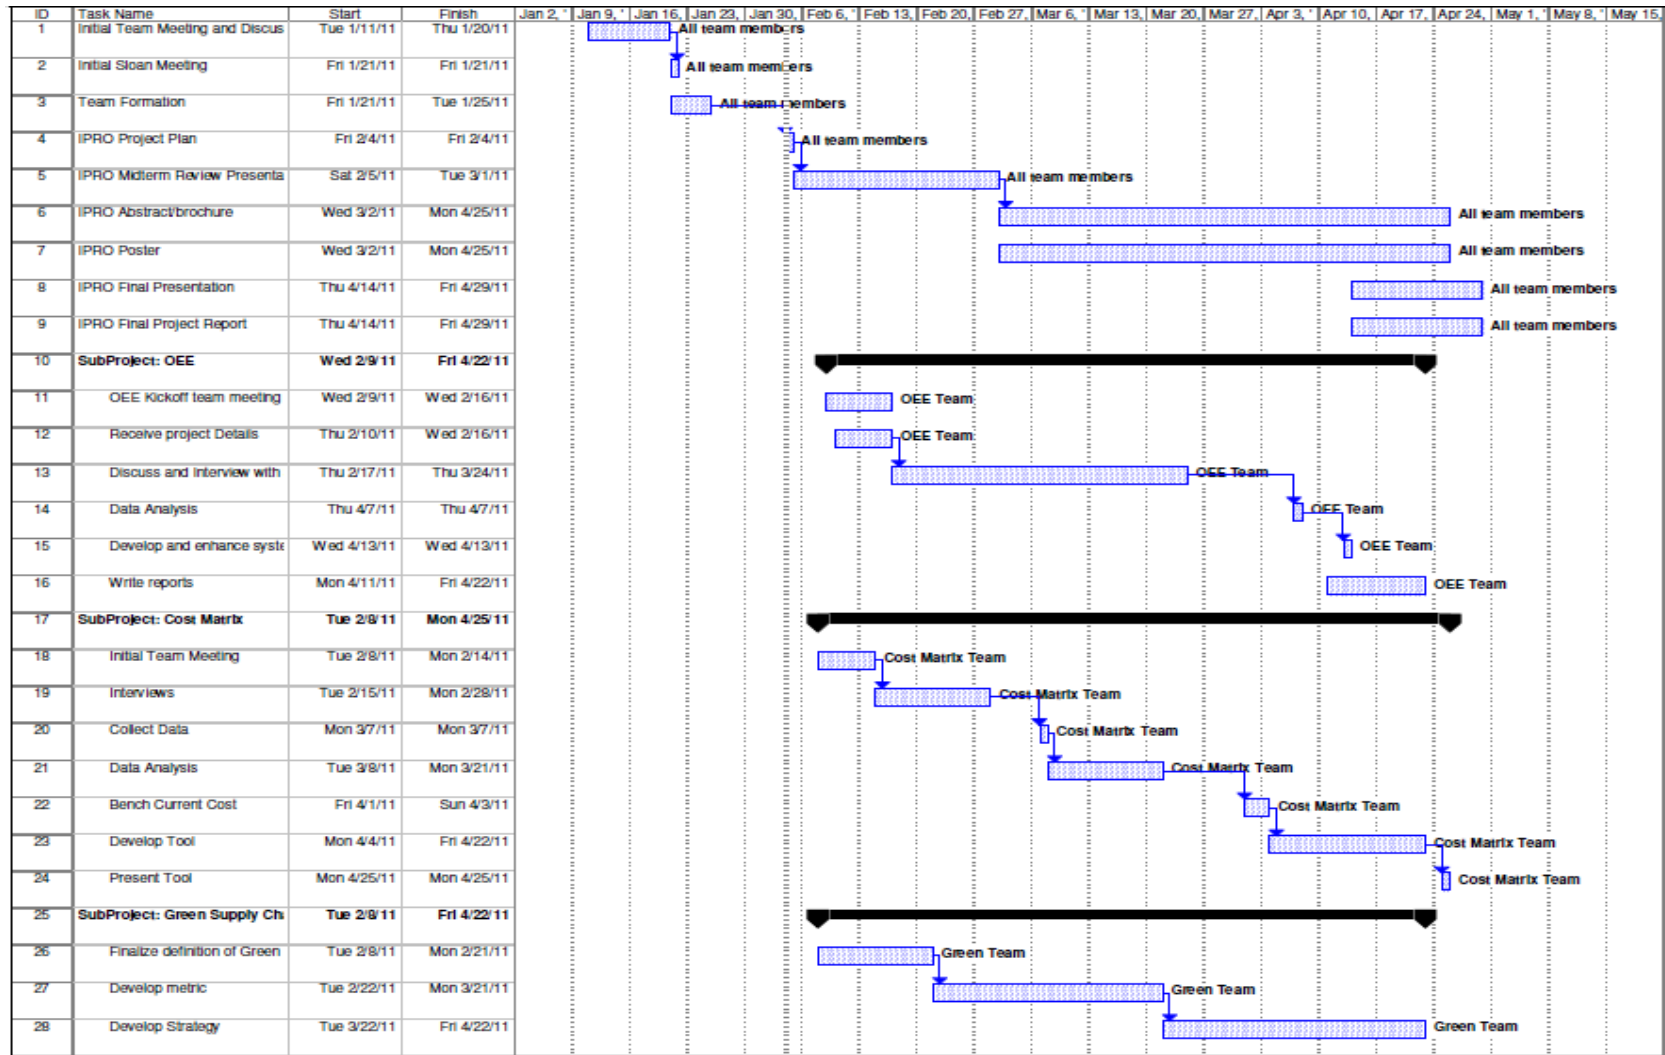 ID Task Name Start Finish Jan 2, ' Jan 9, ' Jan 16, Jan 23, Jan 30, Feb 6, ' Feb 13, Feb 20, Feb 27, Mar 6, ' Mar 13, Mar 20, Mar 27, Apr 3, ' Apr 10, Apr 17, Apr 24, May 1, ' May 8, ' May 15,
1 Initial Team Meeting and Discus Tue 1/11/11 Thu 1/20/11 All team members
2 Initial Sloan Meeting Fri 1/21/11 Fri 1/21/11 All team members
3 Team Formation Fri 1/21/11 Tue 1/25/11 All team members
4 IPRO Project Plan Fri 2/4/11 Fri 2/4/11 All team members
5 IPRO Midterm Review Presenta Sat 2/5/11 Tue 3/1/11 All team members
6 IPRO Abstract/brochure Wed 3/2/11 Mon 4/25/11 All team members
7 IPRO Poster Wed 3/2/11 Mon 4/25/11 All team members
8 IPRO Final Presentation Thu 4/14/11 Fri 4/29/11 All team members
9 IPRO Final Project Report Thu 4/14/11 Fri 4/29/11 All team members
10 SubProject: OEE Wed 2/9/11 Fri 4/22/11
11 OEE Kickoff team meeting Wed 2/9/11 Wed 2/16/11 OEE Team
12 Receive project Details Thu 2/10/11 Wed 2/16/11 OEE Team
13 Discuss and Interview with Thu 2/17/11 Thu 3/24/11 OEE Team
14 Data Analysis Thu 4/7/11 Thu 4/7/11 OEE Team
15 Develop and enhance syste Wed 4/13/11 Wed 4/13/11 OEE Team
16 Write reports Mon 4/11/11 Fri 4/22/11 OEE Team
17 SubProject: Cost Matrix Tue 2/8/11 Mon 4/25/11
18 Initial Team Meeting Tue 2/8/11 Mon 2/14/11 Cost Matrix Team
19 Interviews Tue 2/15/11 Mon 2/28/11 Cost Matrix Team
20 Collect Data Mon 3/7/11 Mon 3/7/11 Cost Matrix Team
21 Data Analysis Tue 3/8/11 Mon 3/21/11 Cost Matrix Team
22 Bench Current Cost Fri 4/1/11 Sun 4/3/11 Cost Matrix Team
23 Develop Tool Mon 4/4/11 Fri 4/22/11 Cost Matrix Team
24 Present Tool Mon 4/25/11 Mon 4/25/11 Cost Matrix Team
25 SubProject: Green Supply Cha Tue 2/8/11 Fri 4/22/11
26 Finalize definition of Green Tue 2/8/11 Mon 2/21/11 Green Team
27 Develop metric Tue 2/22/11 Mon 3/21/11 Green Team
28 Develop Strategy Tue 3/22/11 Fri 4/22/11 Green Team